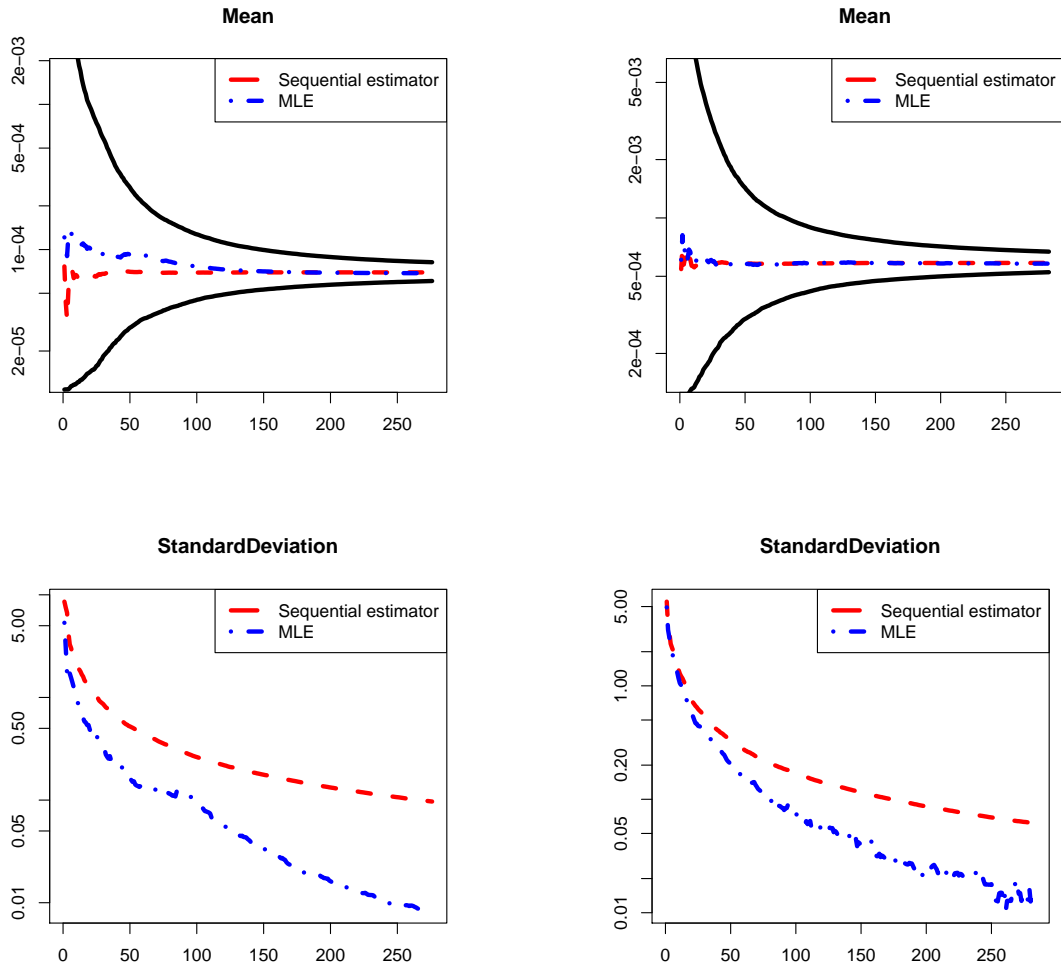 Mean
Sequential estimator
MLE
2e-03
5e-04
1e-04
2e-05
0 50 100 150 200 250
Mean
Sequential estimator
MLE
5e-03
2e-03
5e-04
2e-04
0 50 100 150 200 250
StandardDeviation
Sequential estimator
MLE
5.00
0.50
0.05
0.01
0 50 100 150 200 250
StandardDeviation
Sequential estimator
MLE
5.00
1.00
0.20
0.05
0.01
0 50 100 150 200 250